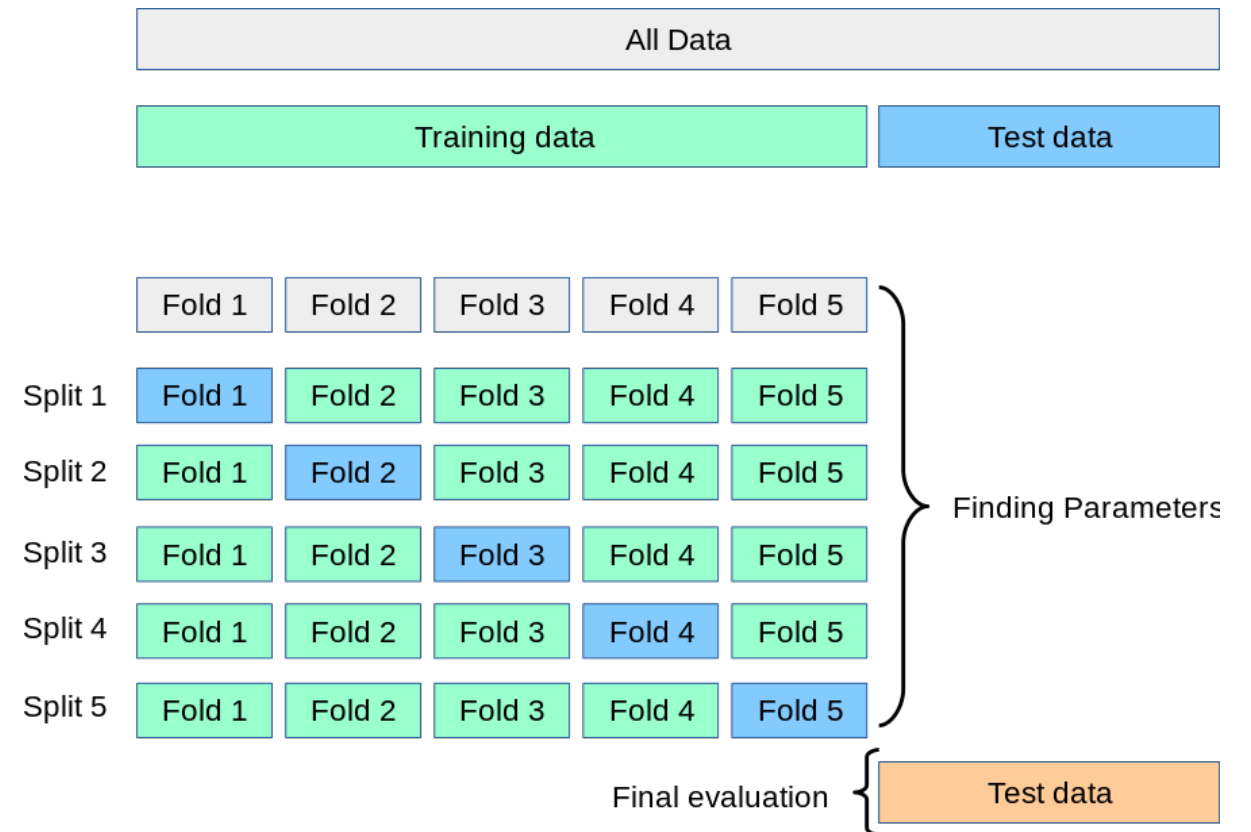 All Data
Training data Test data
Fold 1 Fold 2 Fold 3 Fold 4 Fold 5
Split 1 Fold 1 Fold 2 Fold 3 Fold 4 Fold 5
Split 2 Fold 1 Fold 2 Fold 3 Fold 4 Fold 5
Finding Parameters
Split 3 Fold 1 Fold 2 Fold 3 Fold 4 Fold 5
Split 4 Fold 1 Fold 2 Fold 3 Fold 4 Fold 5
Split 5 Fold 1 Fold 2 Fold 3 Fold 4 Fold 5
Final evaluation Test data